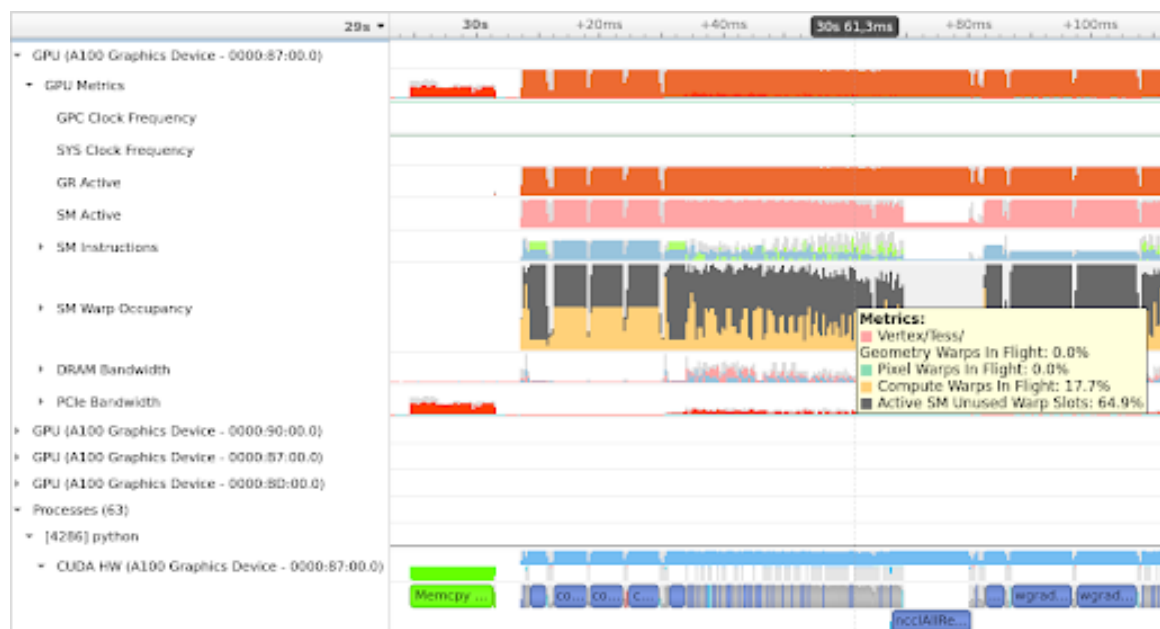 29s 30s +20ms +40ms 30s 61,3ms +80ms +100ms
GPU (A100 Graphics Device - 0000:87:00.0)
GPU Metrics
GPC Clock Frequency
SYS Clock Frequency
GR Active
SM Active
SM Instructions
SM Warp Occupancy
Metrics:
Vertex/Tess/
Geometry Warps In Flight: 0.0%
Pixel Warps In Flight: 0.0%
Compute Warps In Flight: 17.7%
Active SM Unused Warp Slots: 64.9%
DRAM Bandwidth
PCIe Bandwidth
GPU (A100 Graphics Device - 0000:90:00.0)
GPU (A100 Graphics Device - 0000:B7:00.0)
GPU (A100 Graphics Device - 0000:BD:00.0)
Processes (63)
[4286] python
CUDA HW (A100 Graphics Device - 0000:87:00.0)
Memcpy ... co... co... c... ... wgrad... wgrad...
ncclAllRe...